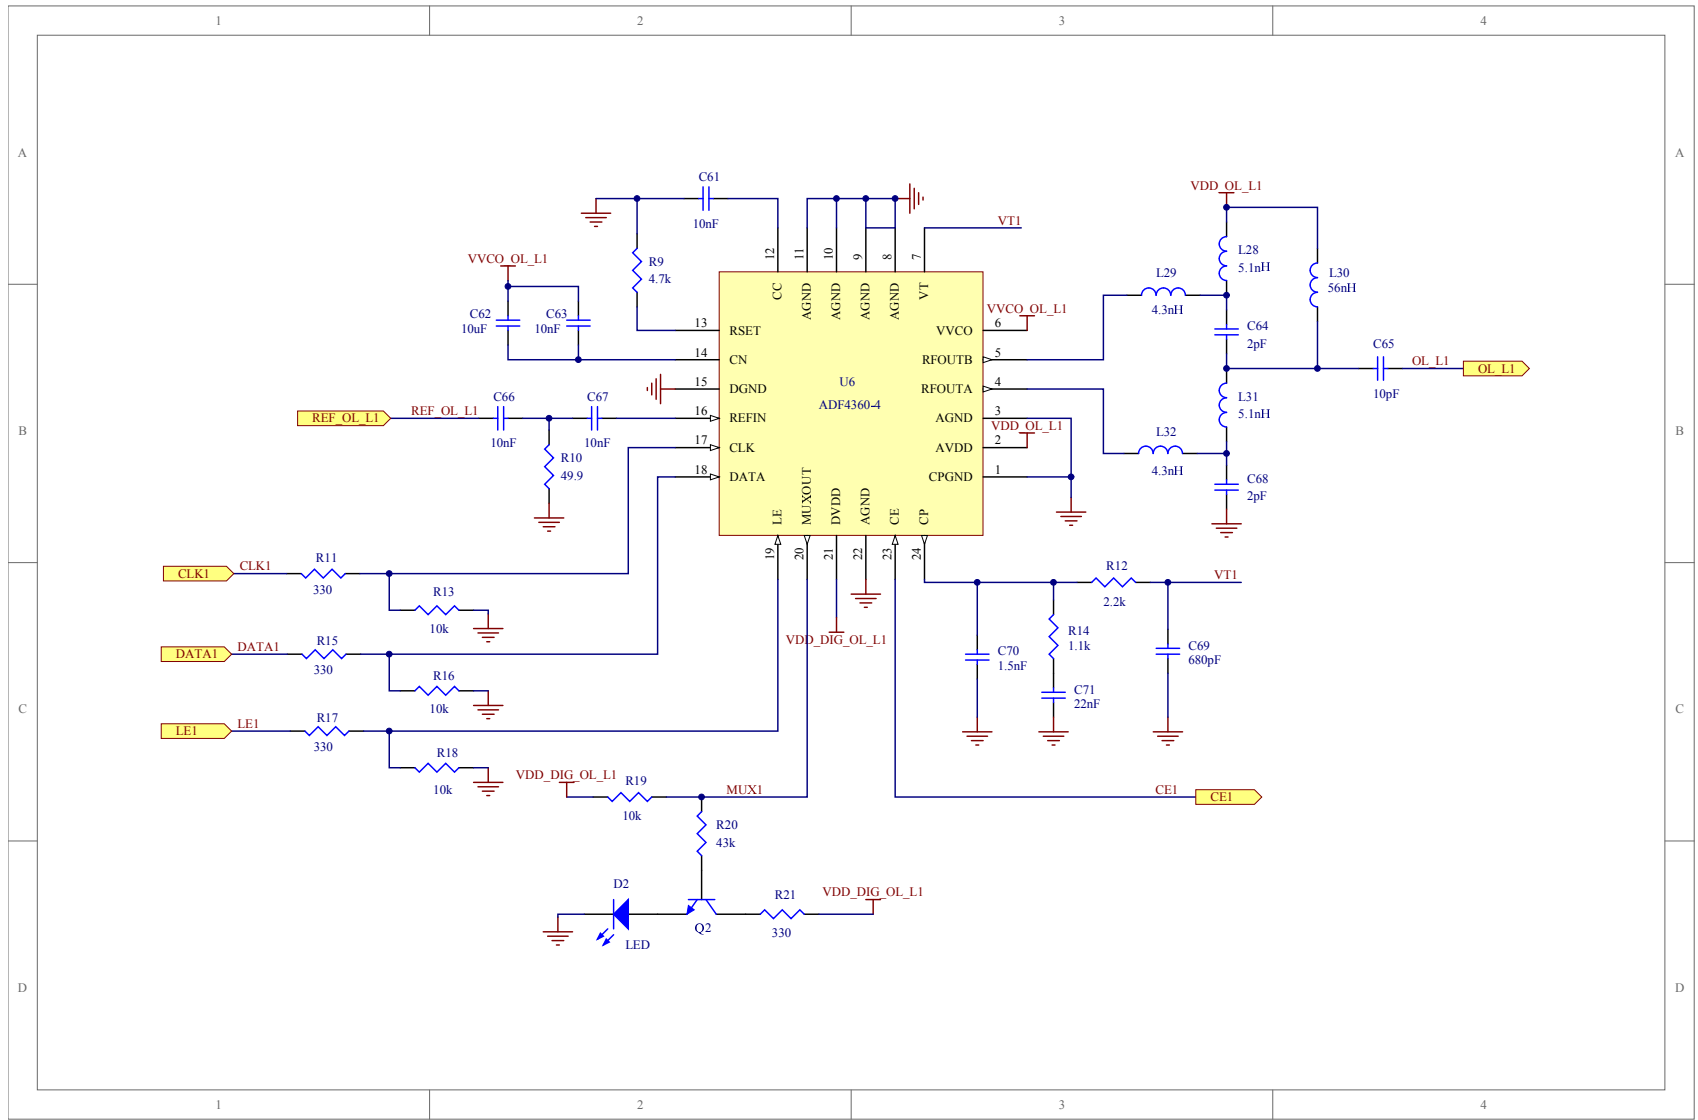 1 2 3 4
A A
C61
10nF
VDD_OL_L1
VT1
12 11 10 9 8 7
R9
4.7k
L28
5.1nH
VVCO_OL_L1
L29
4.3nH
L30
56nH
CC AGND AGND AGND AGND VT
C62
10uF
C63
10nF
VVCO_OL_L1
13 RSET
VVCO 6
C64
2pF
14 CN
RFOUTB 5
C65
10pF
OL_L1
OL_L1
15 DGND
U6
ADF4360-4
RFOUTA 4
REF_OL_L1
REF_OL_L1
C66
10nF
C67
10nF
16 REFIN
AGND 3
L31
5.1nH
B B
VDD_OL_L1
17 CLK
AVDD 2
L32
4.3nH
R10
49.9
18 DATA
CPGND 1
C68
2pF
LE MUXOUT DVDD AGND CE CP
19 20 21 22 23 24
CLK1
CLK1
R11
330
R13
10k
R12
2.2k
VT1
DATA1
DATA1
R15
330
VDD_DIG_OL_L1
R14
1.1k
C70
1.5nF
C69
680pF
R16
10k
C71
22nF
C C
LE1
LE1
R17
330
R18
10k
VDD_DIG_OL_L1
R19
10k
MUX1
CE1
CE1
R20
43k
D2
LED
Q2
R21
330
VDD_DIG_OL_L1
D D
1 2 3 4